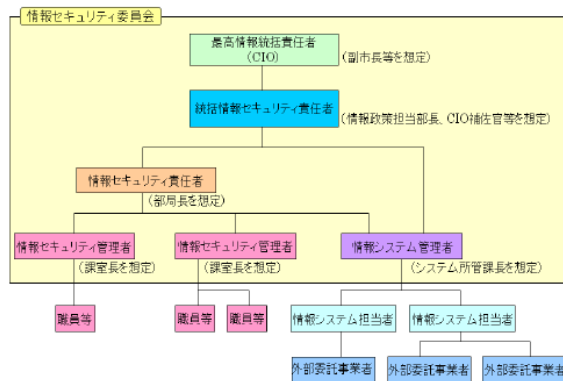 情報セキュリティ委員会
最高情報統括責任者
(CIO)
(副市長等を想定)
統括情報セキュリティ責任者
(情報政策担当部長、CIO補佐官等を想定)
情報セキュリティ責任者
(部局長を想定)
情報セキュリティ管理者
情報セキュリティ管理者
情報システム管理者
(課室長を想定)
(課室長を想定)
(システム所管課長を想定)
職員等
職員等
職員等
情報システム担当者
情報システム担当者
外部委託事業者
外部委託事業者
外部委託事業者